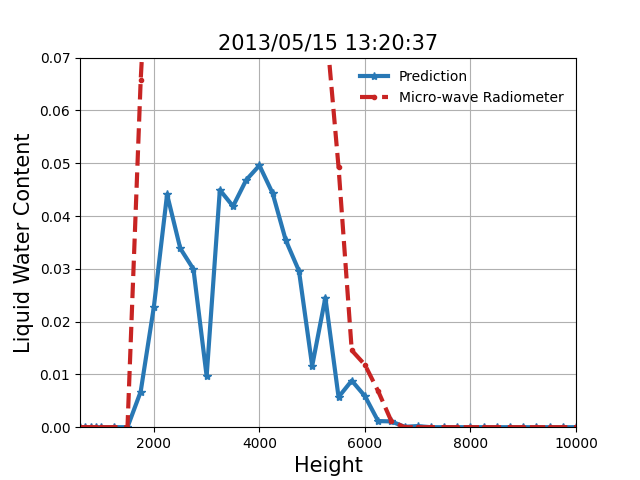 2013/05/15 13:20:37
Prediction
Micro-wave Radiometer
Liquid Water Content
0.07
0.06
0.05
0.04
0.03
0.02
0.01
0.00
2000 4000 6000 8000 10000
Height